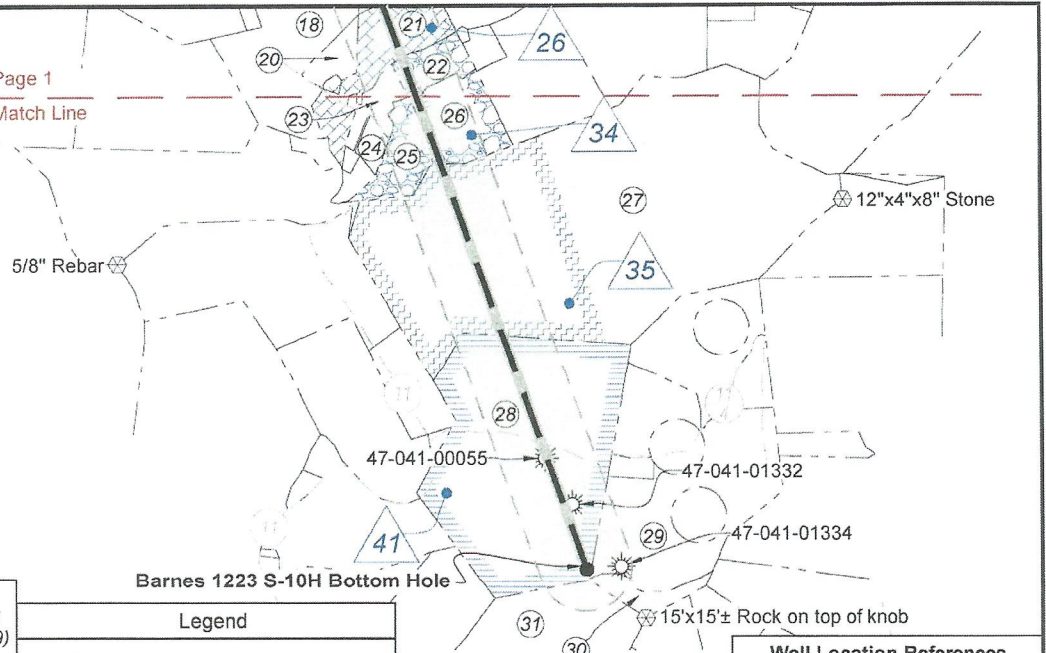 18
21
26
20
22
Page 1
Match Line
23
26
34
24
25
27
12"x4"x8" Stone
5/8" Rebar
35
28
47-041-00055
47-041-01332
29
47-041-01334
41
Barnes 1223 S-10H Bottom Hole
15'x15'± Rock on top of knob
31
30
Legend
Well Location References